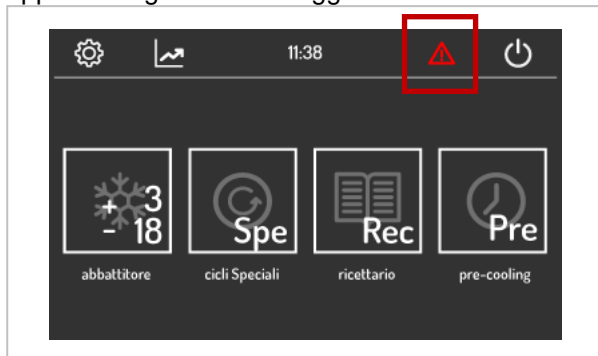 11:38
+3
-18
Spe
Rec
Pre
abbattitore
cicli Speciali
ricettario
pre-cooling